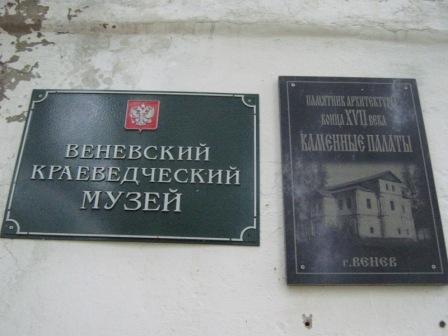 ВЕНЕВСКИЙ
КРАЕВЕДЧЕСКИЙ
МУЗЕЙ
ПАМЯТНИК АРХИТЕКТУРЫ
КОНЦА XVII ВЕКА
КАМЕННЫЕ ПАЛАТЫ
г. ВЕНЕВ